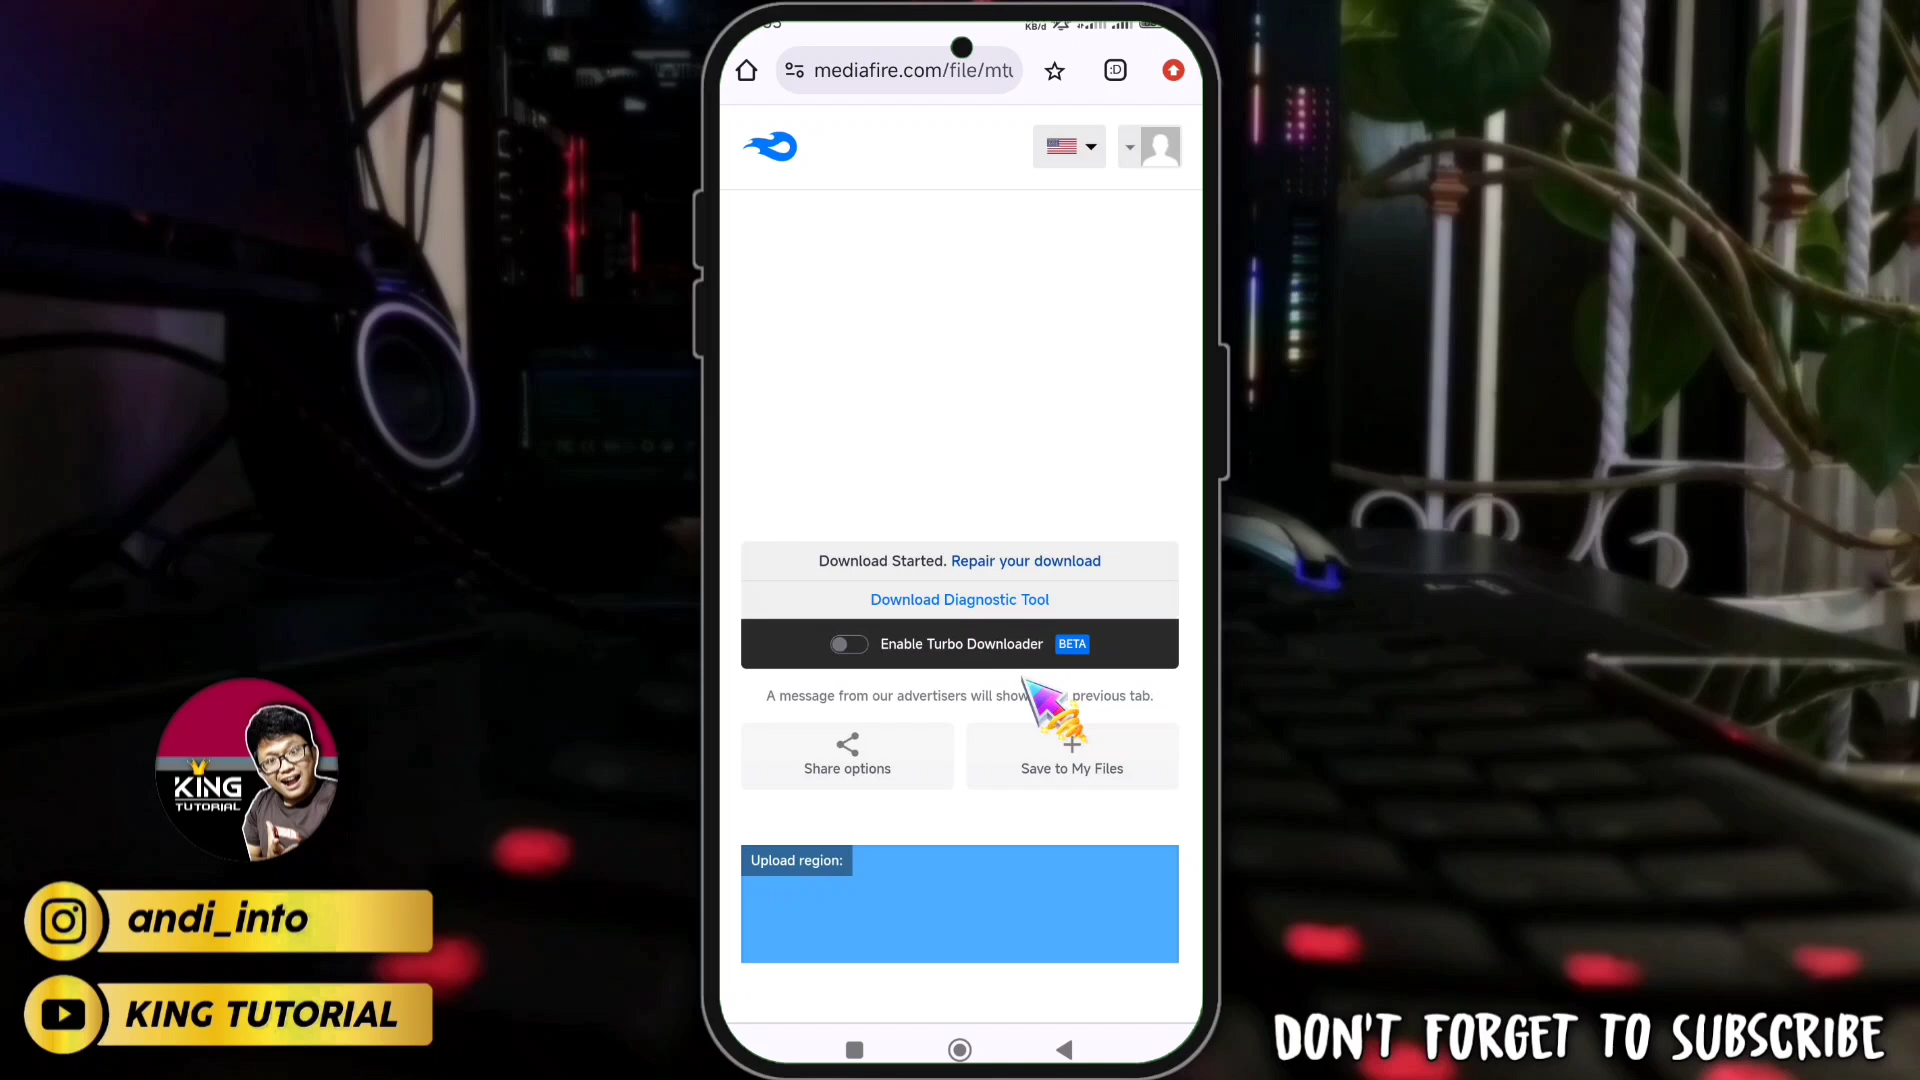 KB/d
mediafire.com/file/mtu
:D
Download Started. Repair your download
Download Diagnostic Tool
Enable Turbo Downloader BETA
A message from our advertisers will show previous tab.
Share options
Save to My Files
Upload region:
KING
TUTORIAL
andi_into
KING TUTORIAL
DON'T FORGET TO SUBSCRIBE